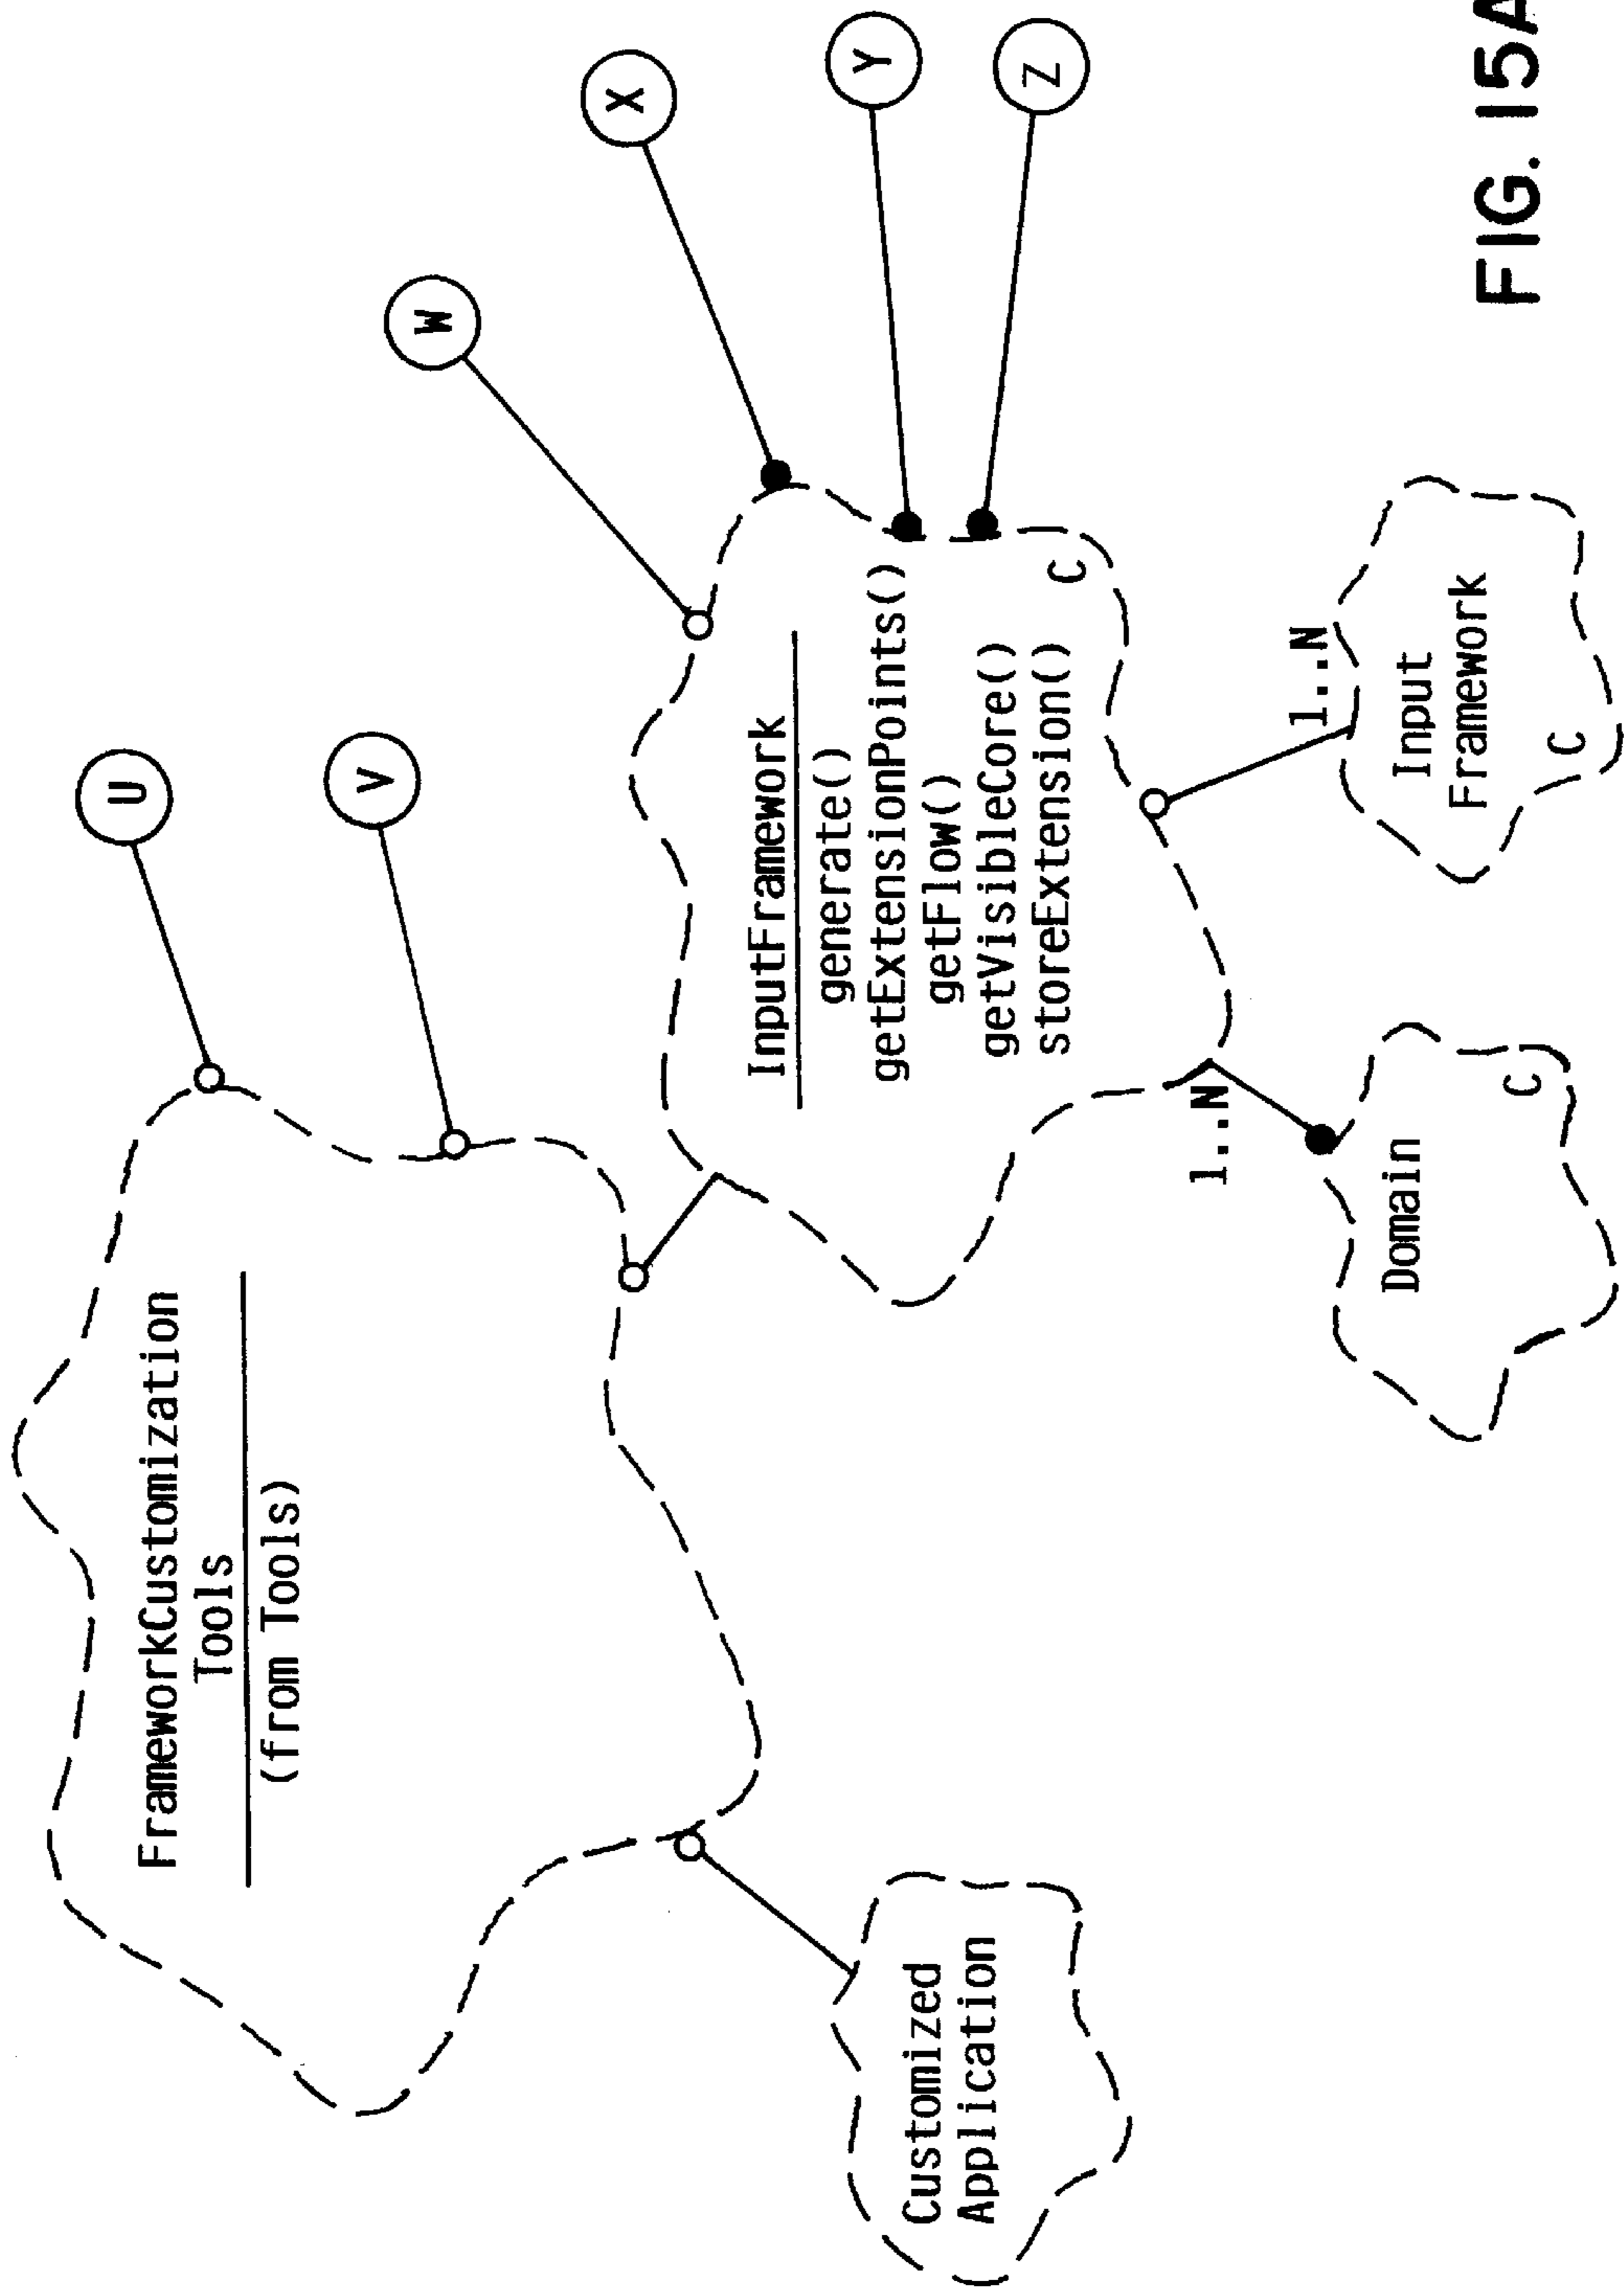 FrameworkCustomization
Tools
(from Tools)
U
V
W
X
Y
Z
InputFramework
generate()
getExtensionPoints()
getFlow()
getVisibleCore()
storeExtension()
C
Customized
Application
1..N
Domain
C
1..N
Input
Framework
C
FIG. 15A